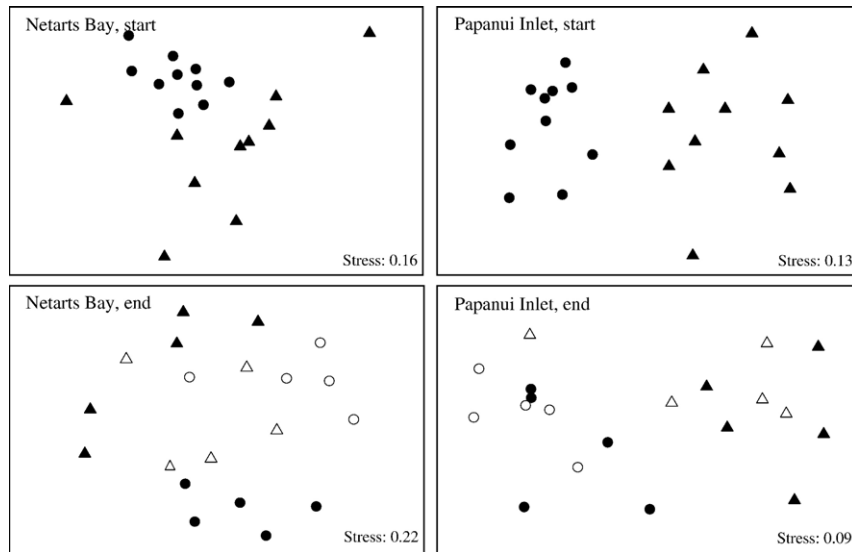 Netarts Bay, start
Stress: 0.16
Papanui Inlet, start
Stress: 0.13
Netarts Bay, end
Stress: 0.22
Papanui Inlet, end
Stress: 0.09